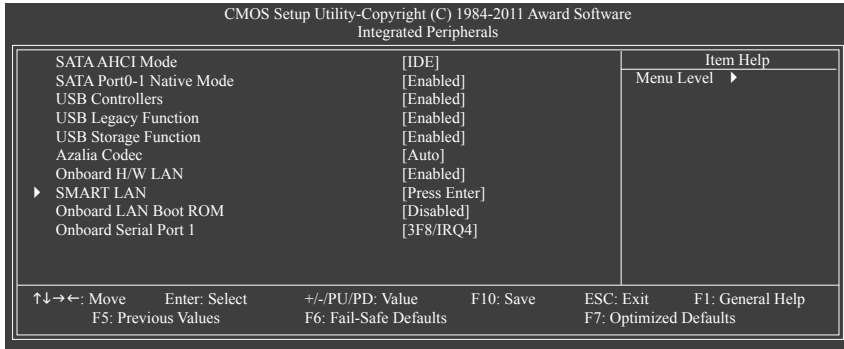 CMOS Setup Utility-Copyright (C) 1984-2011 Award Software
Integrated Peripherals
SATA AHCI Mode [IDE]
SATA Port0-1 Native Mode [Enabled]
USB Controllers [Enabled]
USB Legacy Function [Enabled]
USB Storage Function [Enabled]
Azalia Codec [Auto]
Onboard H/W LAN [Enabled]
SMART LAN [Press Enter]
Onboard LAN Boot ROM [Disabled]
Onboard Serial Port 1 [3F8/IRQ4]
Item Help
Menu Level
↑↓→←: Move Enter: Select +/-/PU/PD: Value F10: Save ESC: Exit F1: General Help
F5: Previous Values F6: Fail-Safe Defaults F7: Optimized Defaults